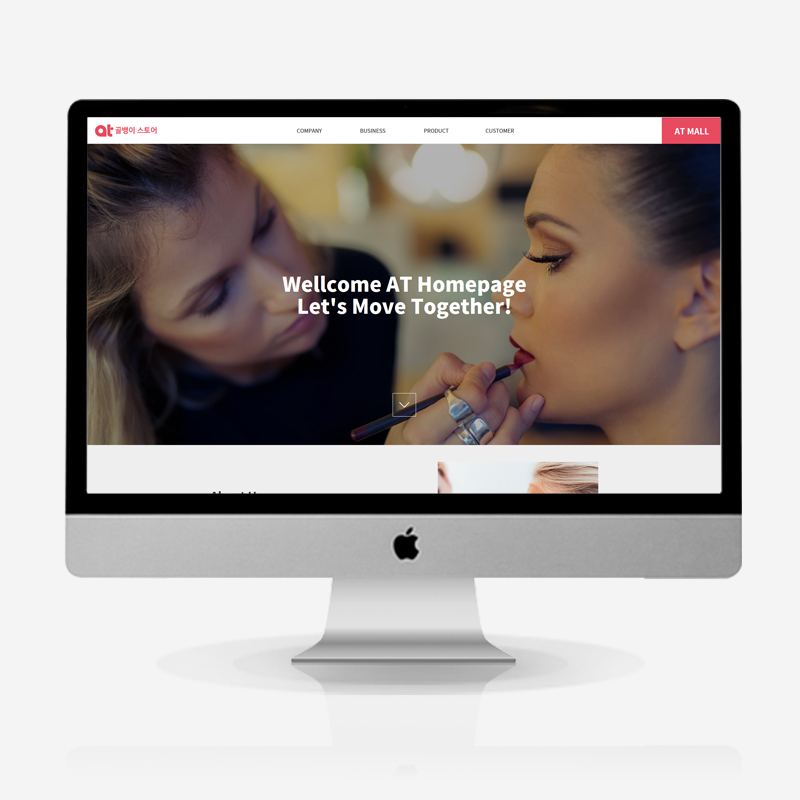 at 골뱅이 스토어
COMPANY
BUSINESS
PRODUCT
CUSTOMER
AT MALL
Wellcome AT Homepage
Let's Move Together!